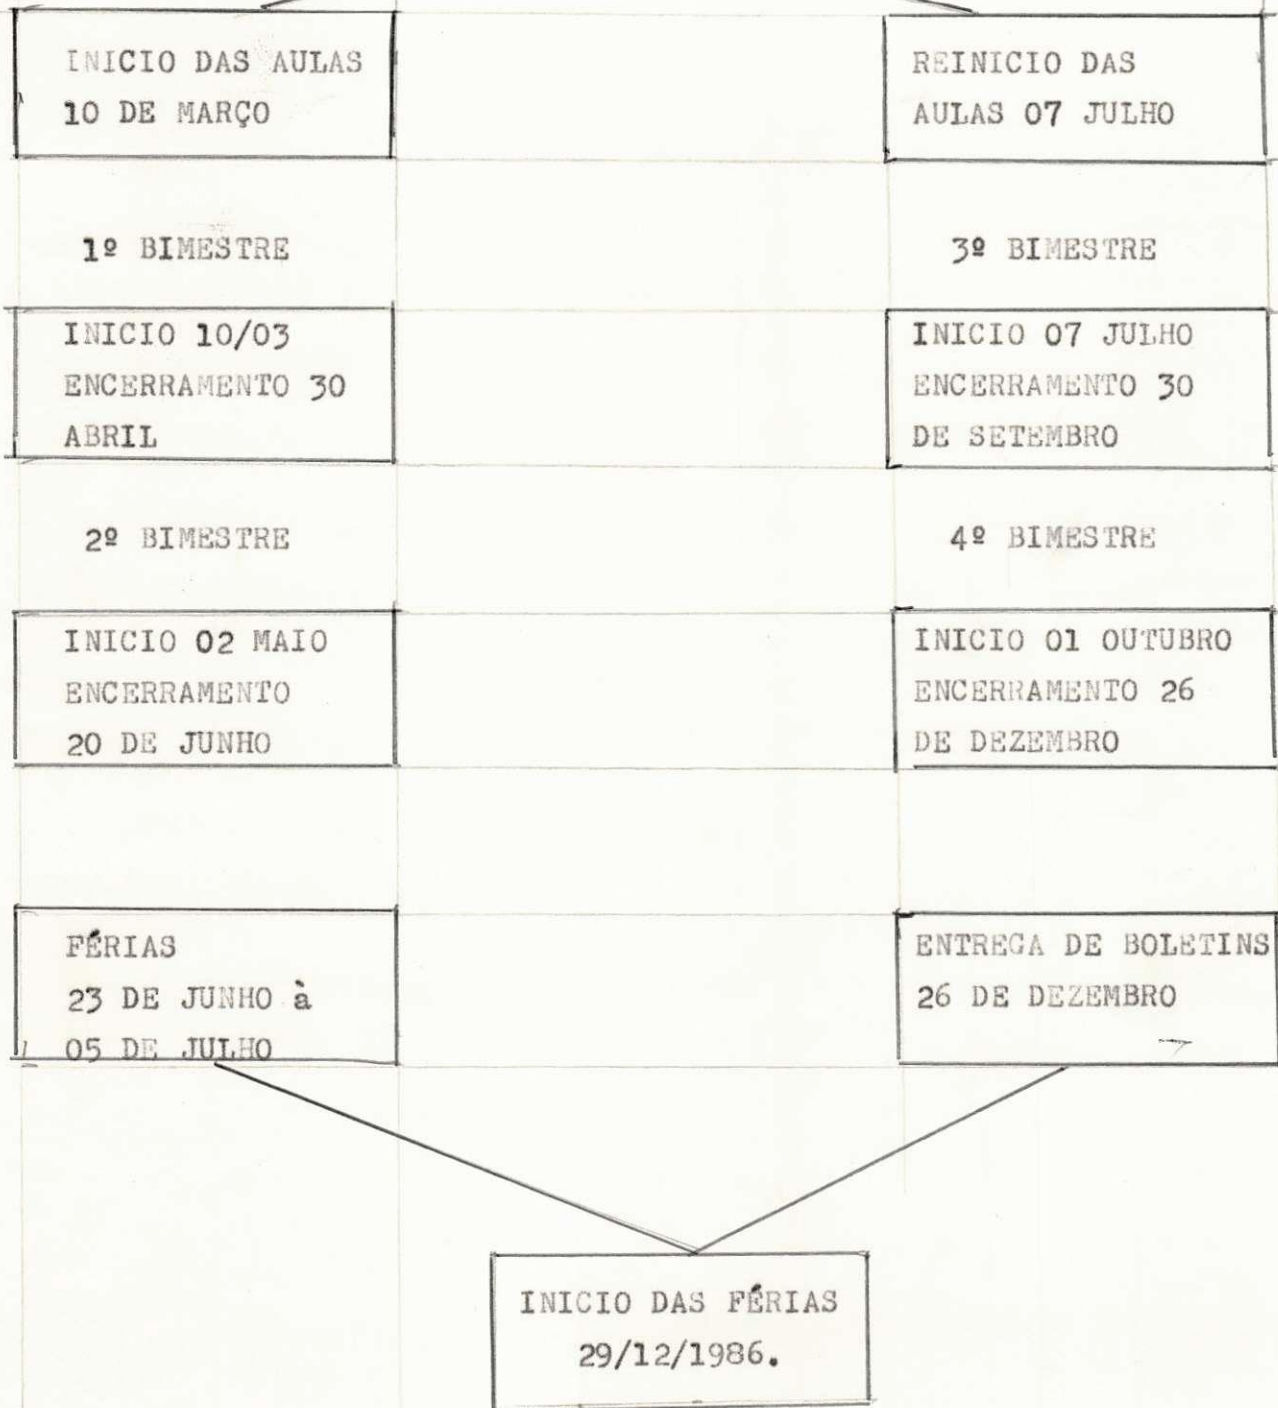 INICIO DAS AULAS
10 DE MARÇO
1º BIMESTRE
INICIO 10/03
ENCERRAMENTO 30
ABRIL
2º BIMESTRE
INICIO 02 MAIO
ENCERRAMENTO
20 DE JUNHO
FÉRIAS
23 DE JUNHO à
05 DE JULHO
REINICIO DAS
AULAS 07 JULHO
3º BIMESTRE
INICIO 07 JULHO
ENCERRAMENTO 30
DE SETEMBRO
4º BIMESTRE
INICIO 01 OUTUBRO
ENCERRAMENTO 26
DE DEZEMBRO
ENTREGA DE BOLETINS
26 DE DEZEMBRO
INICIO DAS FÉRIAS
29/12/1986.